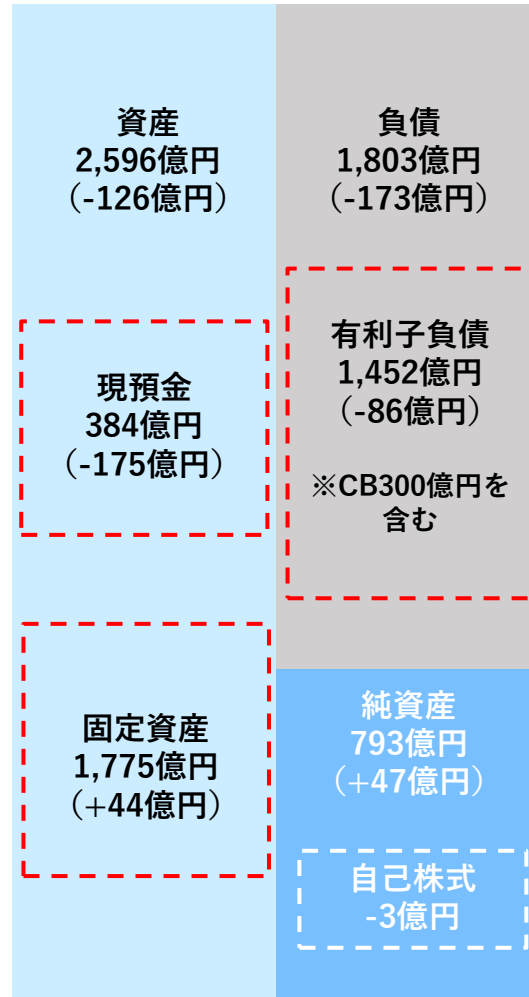 資産
2,596億円
（-126億円）
現預金
384億円
（-175億円）
固定資産
1,775億円
（+44億円）
負債
1,803億円
（-173億円）
有利子負債
1,452億円
（-86億円）
※CB300億円を
含む
純資産
793億円
（+47億円）
自己株式
-3億円